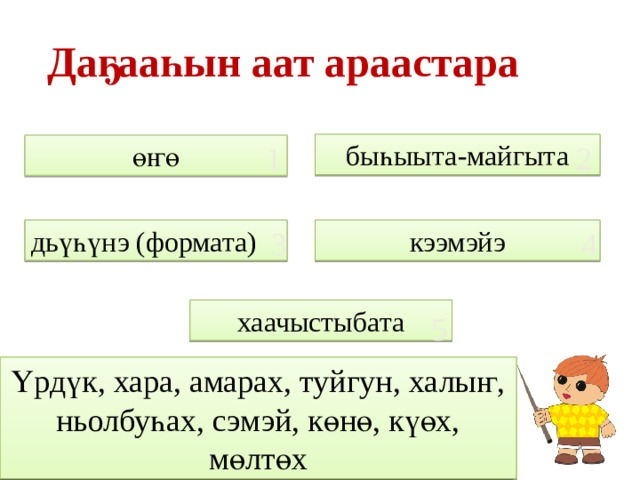 Даҕааһын аат араастара
өҥө 1
быһыыта-майгыта 2
дьүһүнэ (формата) 3
кээмэйэ 4
хаачыстыбата 5
Үрдүк, хара, амарах, туйгун, халыҥ,
ньолбуһах, сэмэй, көнө, күөх,
мөлтөх